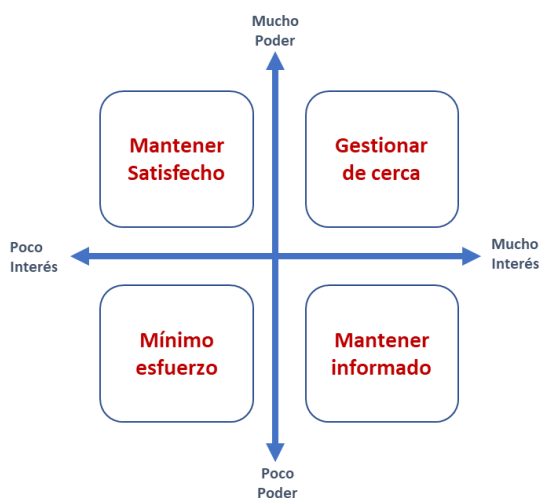 Mucho
Poder
Mantener
Satisfecho
Gestionar
de cerca
Poco
Interés
Mucho
Interés
Mínimo
esfuerzo
Mantener
informado
Poco
Poder